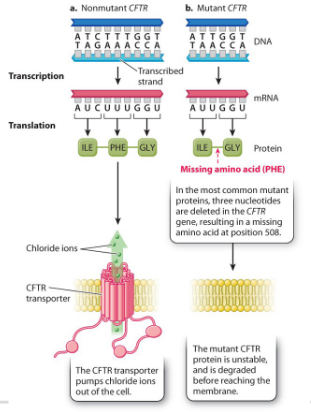 a. Nonmutant CFTR
b. Mutant CFTR
A T C T T T G G T
T A G A A A C C A
A T T G G T
T A A C C A
DNA
Transcription
Transcribed
strand
mRNA
A U C U U U G G U
A U U G G U
Translation
ILE PHE GLY
ILE GLY
Protein
Missing amino acid (PHE)
In the most common mutant
proteins, three nucleotides
are deleted in the CFTR
gene, resulting in a missing
amino acid at position 508.
Chloride ions
CFTR
transporter
The CFTR transporter
pumps chloride ions
out of the cell.
The mutant CFTR
protein is unstable,
and is degraded
before reaching the
membrane.